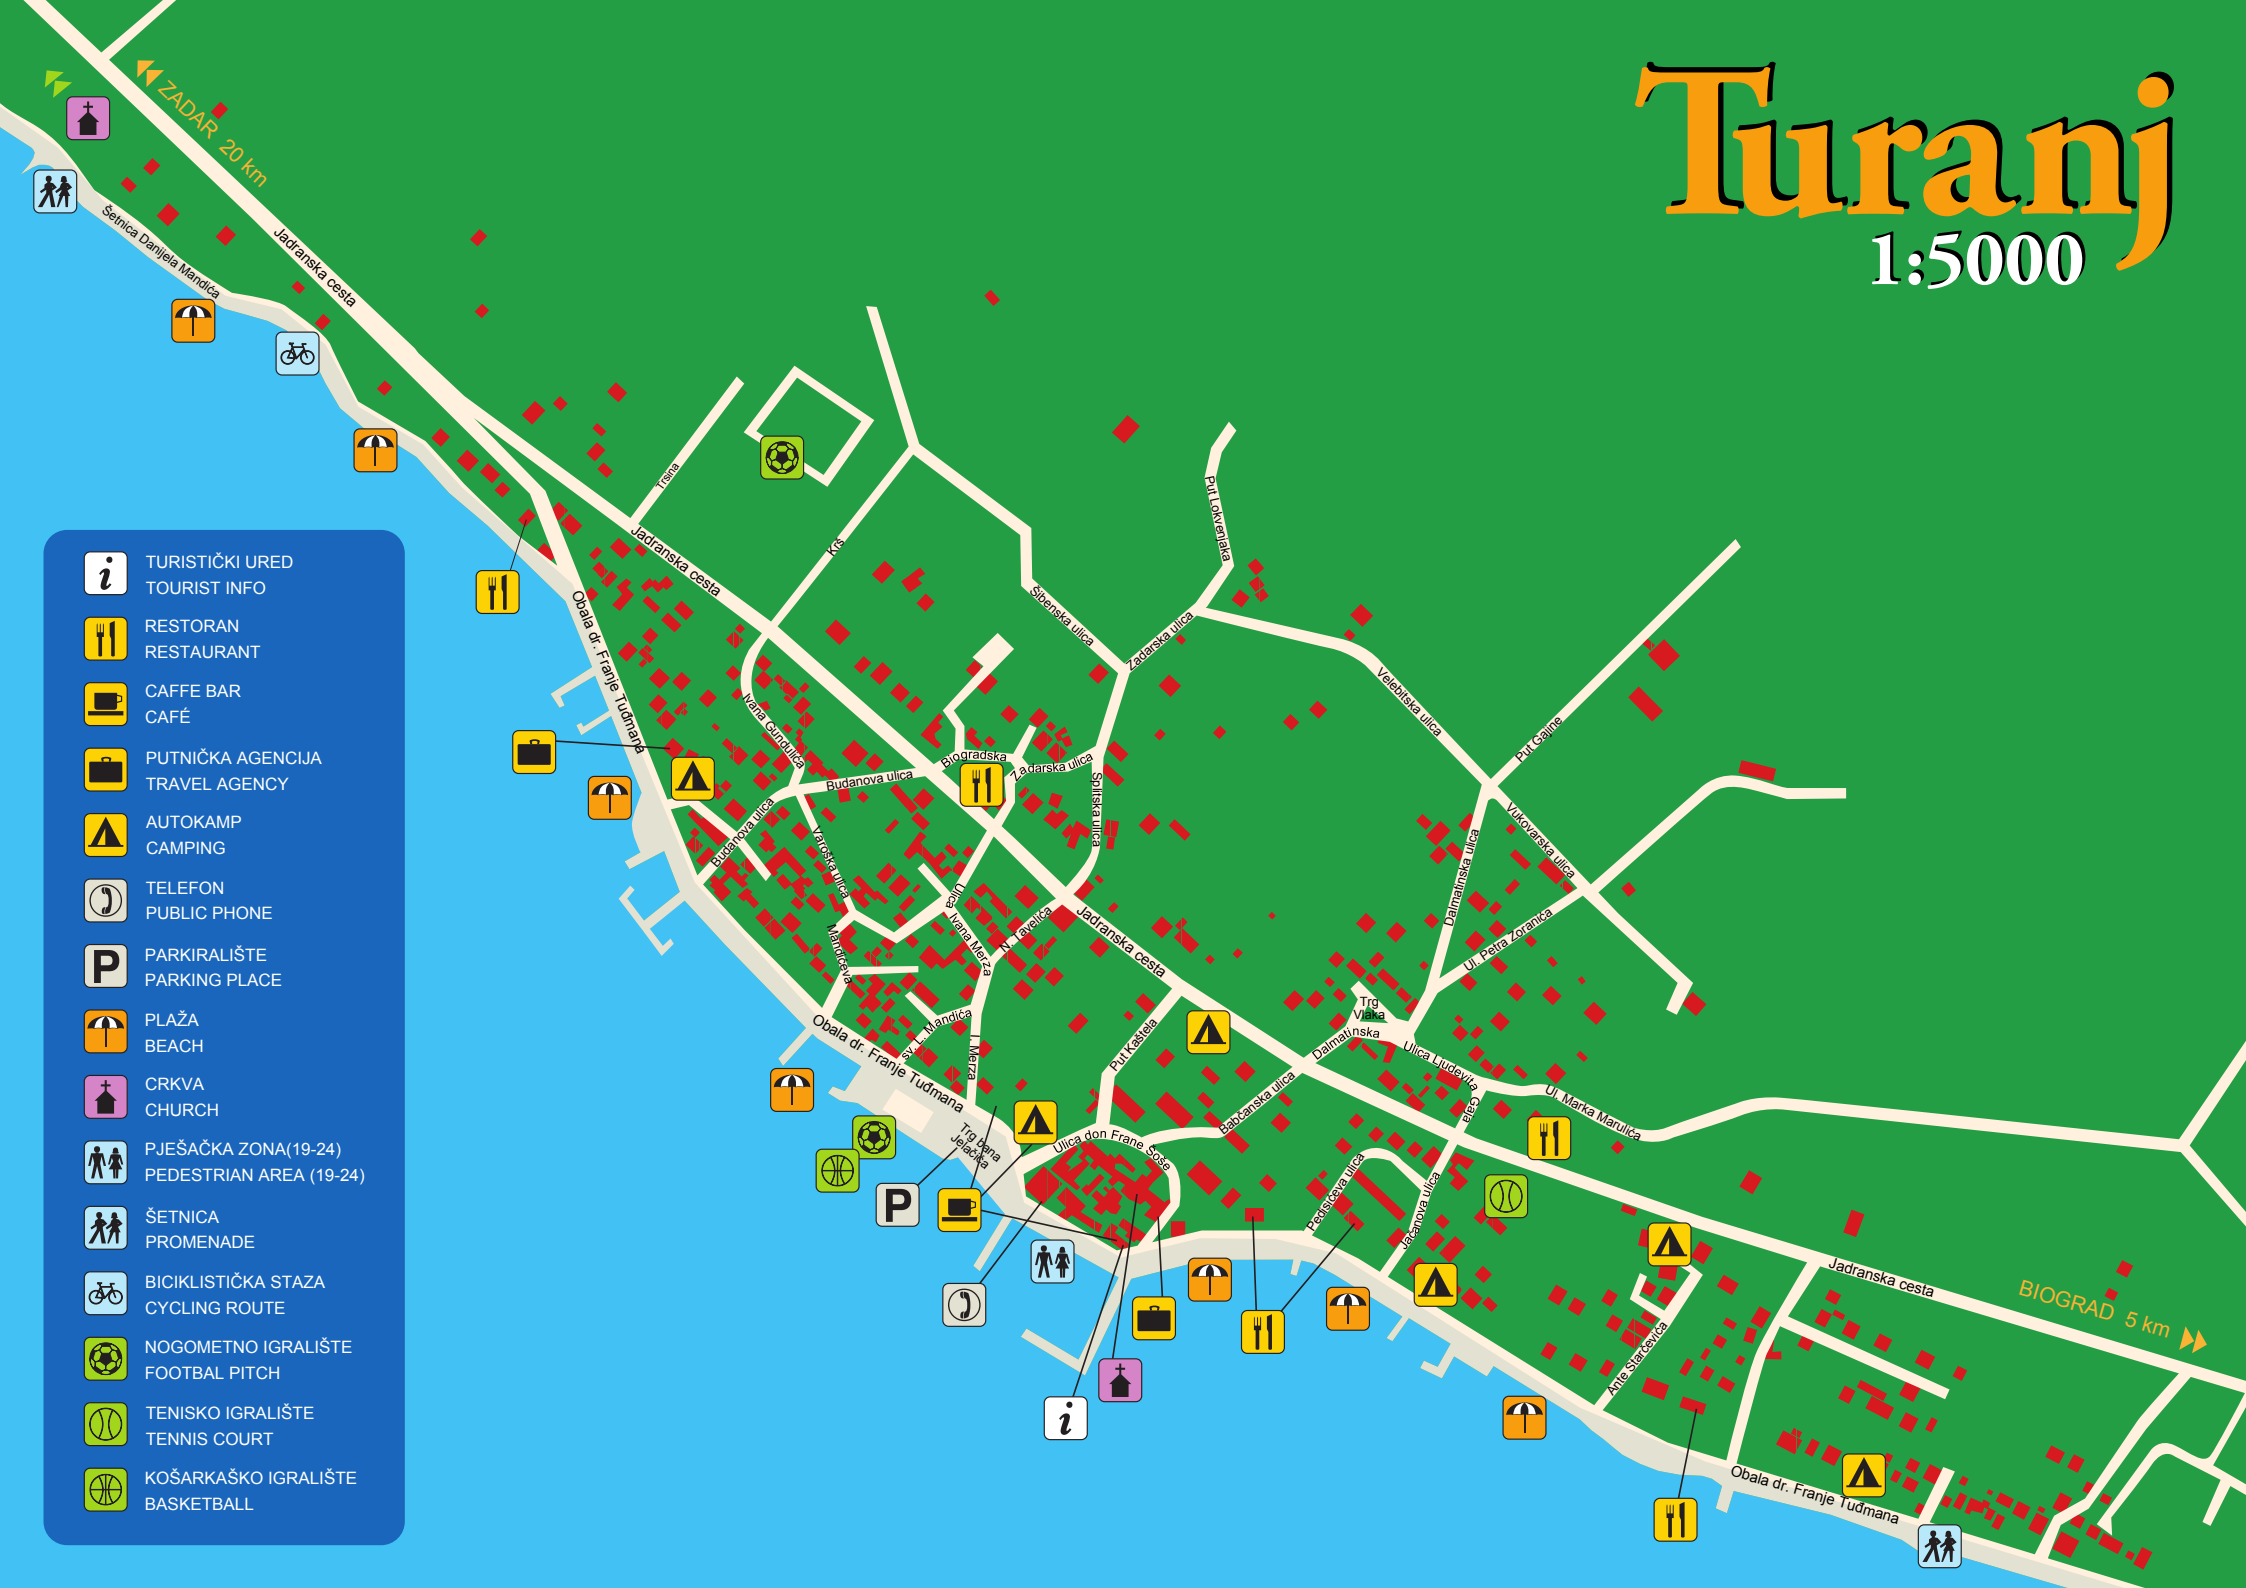 Turanj
1:5000
ZADAR 20 km
Šetnica Danijela Mandića
Jadranska cesta
Trsina
Krš
Put Lokvenjaka
Jadranska cesta
Šibenska ulica
Zadarska ulica
Obala dr. Franje Tuđmana
Velebitska ulica
Put Gajine
Ivana Gundulića
Biogradska
Zadarska ulica
Budanova ulica
Splitska ulica
Budanova ulica
Varoška ulica
Vukovarska ulica
Dalmatinska ulica
Ulica
Ivana Merza
N. Tavelića
Jadranska cesta
Ul. Petra Zoranića
Mandićeva
Trg
Vlaka
Dalmatinska
sv. L. Mandića
I. Merza
Put Kaštela
Obala dr. Franje Tuđmana
Ulica Ljudevita
Gaja
Ul. Marka Marulića
Babčanska ulica
Trg bana
Jelačića
Ulica don Frane Šoše
Pedisićeva ulica
Jaćanova ulica
Jadranska cesta
BIOGRAD 5 km
Ante Starčevića
Obala dr. Franje Tuđmana
TURISTIČKI URED
TOURIST INFO
RESTORAN
RESTAURANT
CAFFE BAR
CAFÉ
PUTNIČKA AGENCIJA
TRAVEL AGENCY
AUTOKAMP
CAMPING
TELEFON
PUBLIC PHONE
P
PARKIRALIŠTE
PARKING PLACE
PLAŽA
BEACH
CRKVA
CHURCH
PJEŠAČKA ZONA(19-24)
PEDESTRIAN AREA (19-24)
ŠETNICA
PROMENADE
BICIKLISTIČKA STAZA
CYCLING ROUTE
NOGOMETNO IGRALIŠTE
FOOTBAL PITCH
TENISKO IGRALIŠTE
TENNIS COURT
KOŠARKAŠKO IGRALIŠTE
BASKETBALL
P
i
i